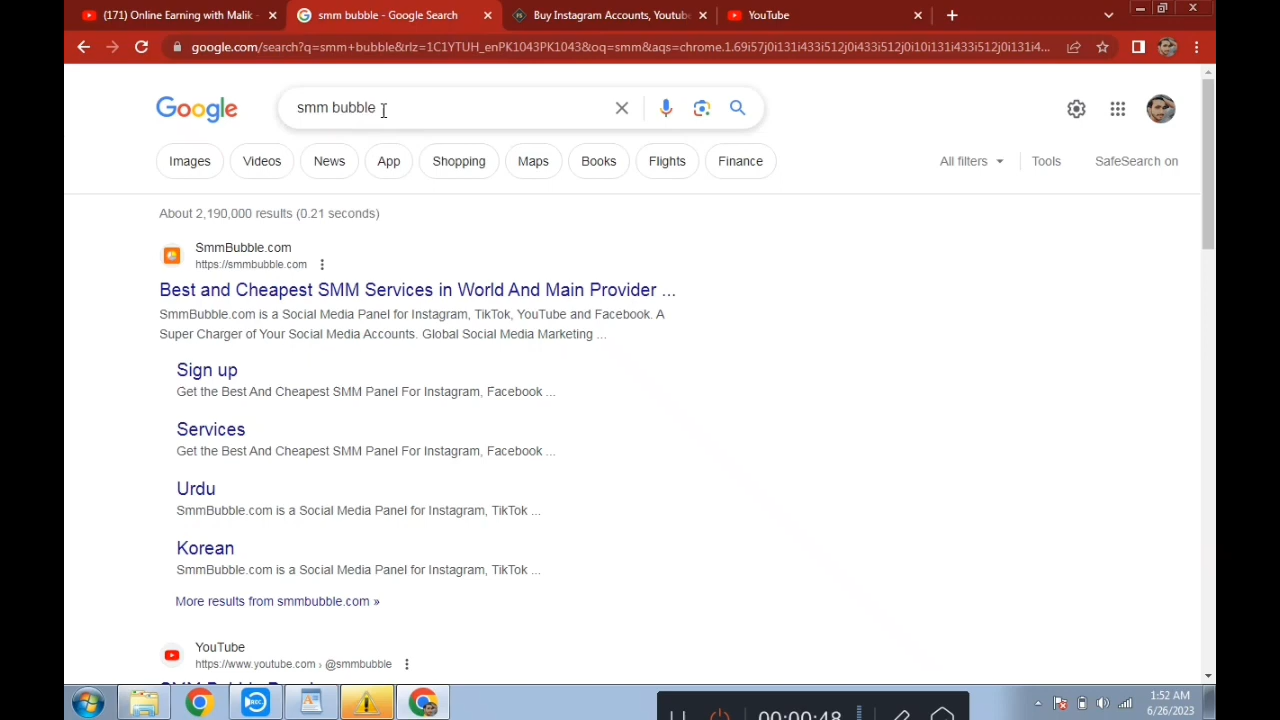 (171) Online Earning with Malik
smm bubble - Google Search
Buy Instagram Accounts, Youtube
YouTube
google.com/search?q=smm+bubble&rlz=1C1YTUH_enPK1043PK1043&oq=smm&aqs=chrome.1.69i57j0i131i433i512j0i433i512j0i10i131i433i512j0i131i4...
Google
smm bubble
Images
Videos
News
App
Shopping
Maps
Books
Flights
Finance
All filters
Tools
SafeSearch on
About 2,190,000 results (0.21 seconds)
SmmBubble.com
https://smmbubble.com
Best and Cheapest SMM Services in World And Main Provider ...
SmmBubble.com is a Social Media Panel for Instagram, TikTok, YouTube and Facebook. A
Super Charger of Your Social Media Accounts. Global Social Media Marketing ...
Sign up
Get the Best And Cheapest SMM Panel For Instagram, Facebook ...
Services
Get the Best And Cheapest SMM Panel For Instagram, Facebook ...
Urdu
SmmBubble.com is a Social Media Panel for Instagram, TikTok ...
Korean
SmmBubble.com is a Social Media Panel for Instagram, TikTok ...
More results from smmbubble.com »
YouTube
https://www.youtube.com › @smmbubble
REC
00:00:48
1:52 AM
6/26/2023